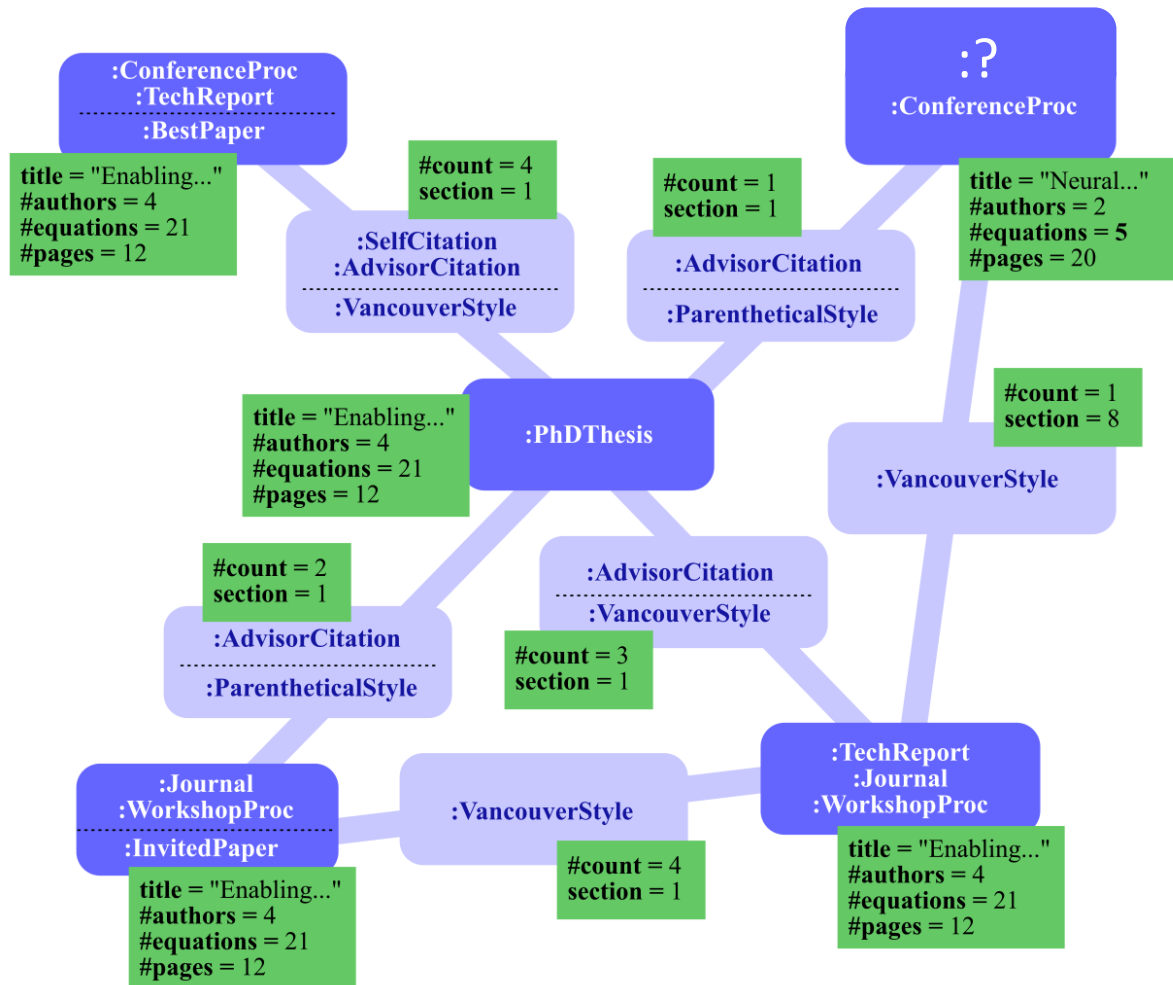 :ConferenceProc
:TechReport
:BestPaper
title = "Enabling..."
#authors = 4
#equations = 21
#pages = 12
#count = 4
section = 1
:SelfCitation
:AdvisorCitation
:VancouverStyle
:?
:ConferenceProc
title = "Neural..."
#authors = 2
#equations = 5
#pages = 20
#count = 1
section = 1
:AdvisorCitation
:ParentheticalStyle
#count = 1
section = 8
:VancouverStyle
:PhDThesis
title = "Enabling..."
#authors = 4
#equations = 21
#pages = 12
#count = 2
section = 1
:AdvisorCitation
:ParentheticalStyle
:AdvisorCitation
:VancouverStyle
#count = 3
section = 1
:Journal
:WorkshopProc
:InvitedPaper
title = "Enabling..."
#authors = 4
#equations = 21
#pages = 12
:VancouverStyle
#count = 4
section = 1
:TechReport
:Journal
:WorkshopProc
title = "Enabling..."
#authors = 4
#equations = 21
#pages = 12